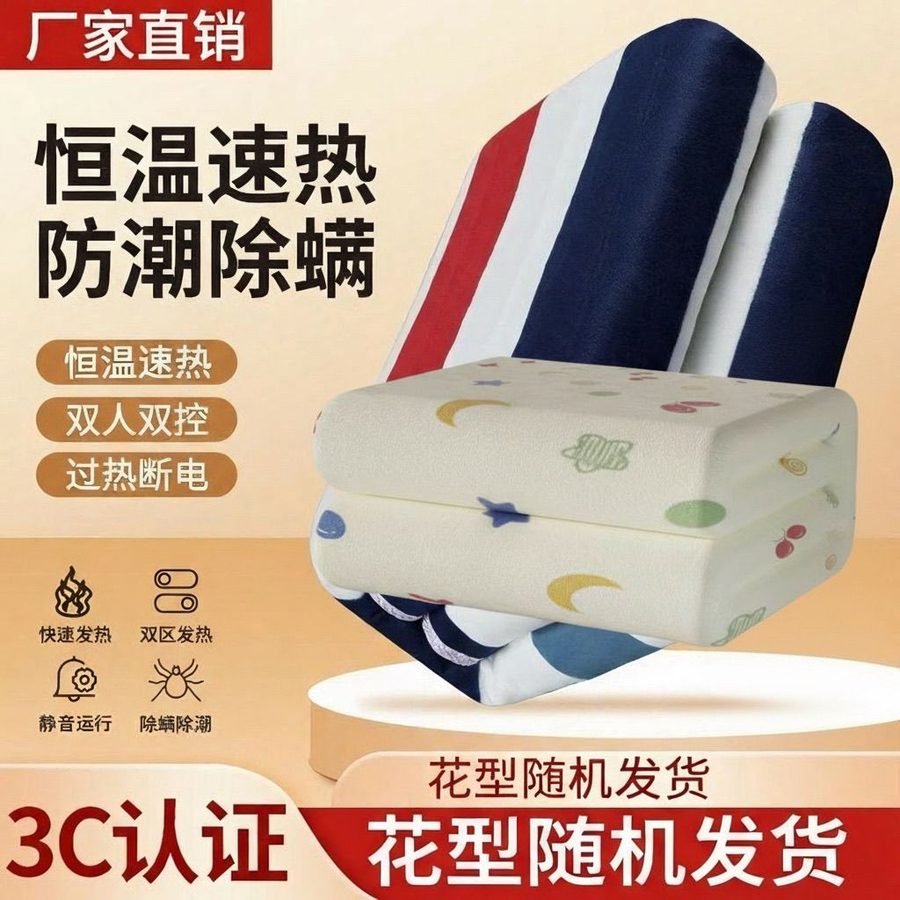 厂家直销
恒温速热
防潮除螨
恒温速热
双人双控
过热断电
快速发热
双区发热
静音运行
除螨除潮
花型随机发货
3C认证
花型随机发货